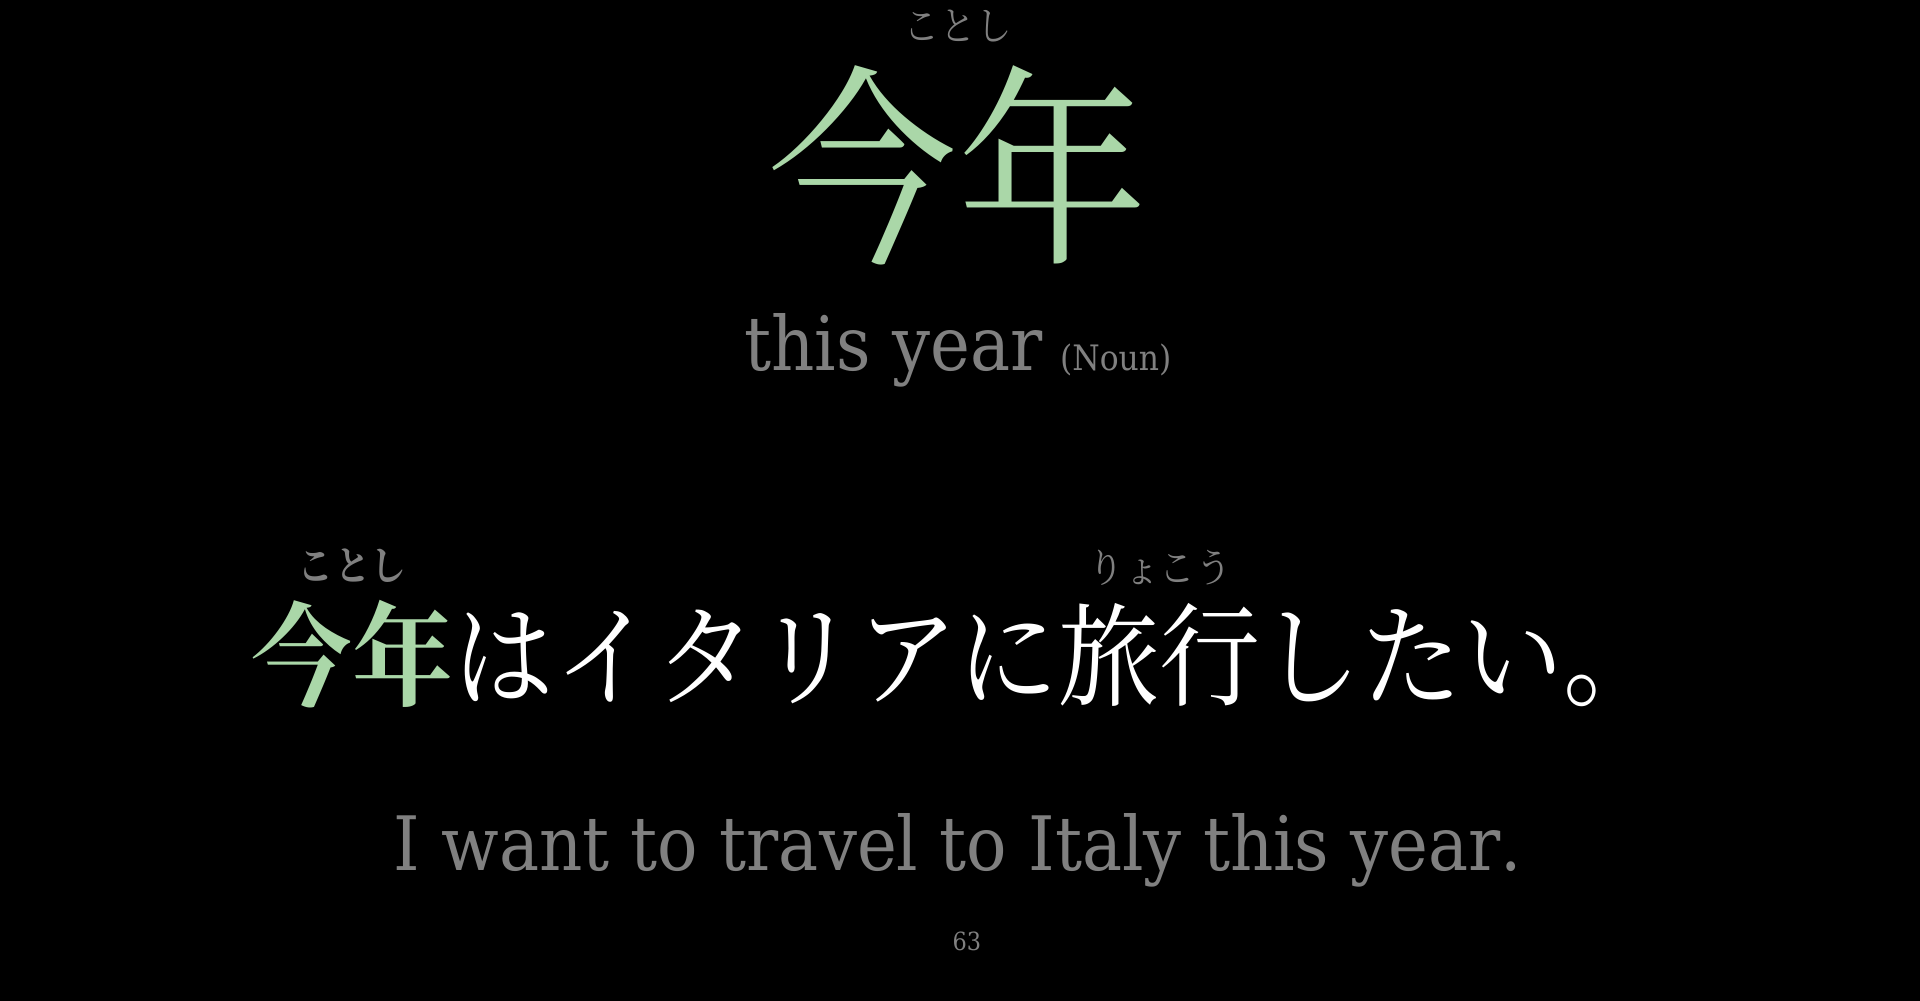 ことし
今年
this year (Noun)
ことし りょこう
今年はイタリアに旅行したい。
I want to travel to Italy this year.
63